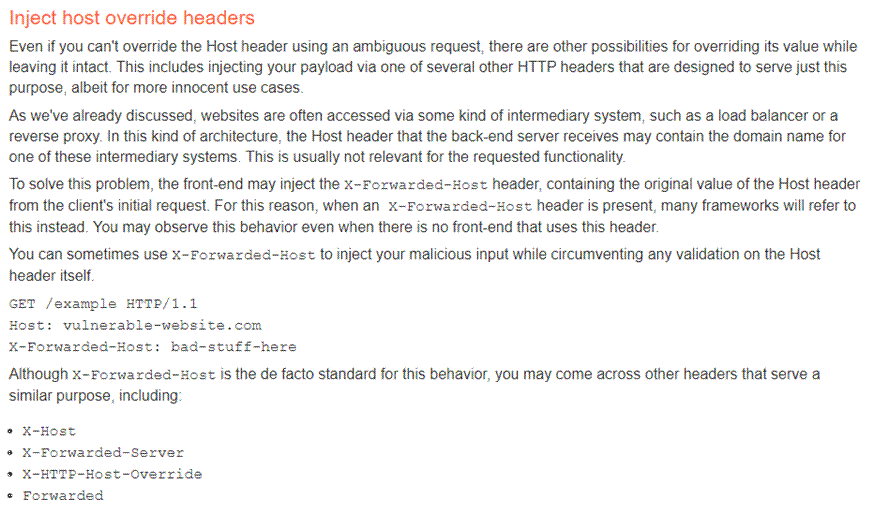 Inject host override headers
Even if you can't override the Host header using an ambiguous request, there are other possibilities for overriding its value while
leaving it intact. This includes injecting your payload via one of several other HTTP headers that are designed to serve just this
purpose, albeit for more innocent use cases.
As we've already discussed, websites are often accessed via some kind of intermediary system, such as a load balancer or a
reverse proxy. In this kind of architecture, the Host header that the back-end server receives may contain the domain name for
one of these intermediary systems. This is usually not relevant for the requested functionality.
To solve this problem, the front-end may inject the X-Forwarded-Host header, containing the original value of the Host header
from the client's initial request. For this reason, when an X-Forwarded-Host header is present, many frameworks will refer to
this instead. You may observe this behavior even when there is no front-end that uses this header.
You can sometimes use X-Forwarded-Host to inject your malicious input while circumventing any validation on the Host
header itself.
GET /example HTTP/1.1
Host: vulnerable-website.com
X-Forwarded-Host: bad-stuff-here
Although X-Forwarded-Host is the de facto standard for this behavior, you may come across other headers that serve a
similar purpose, including:
• X-Host
• X-Forwarded-Server
• X-HTTP-Host-Override
• Forwarded